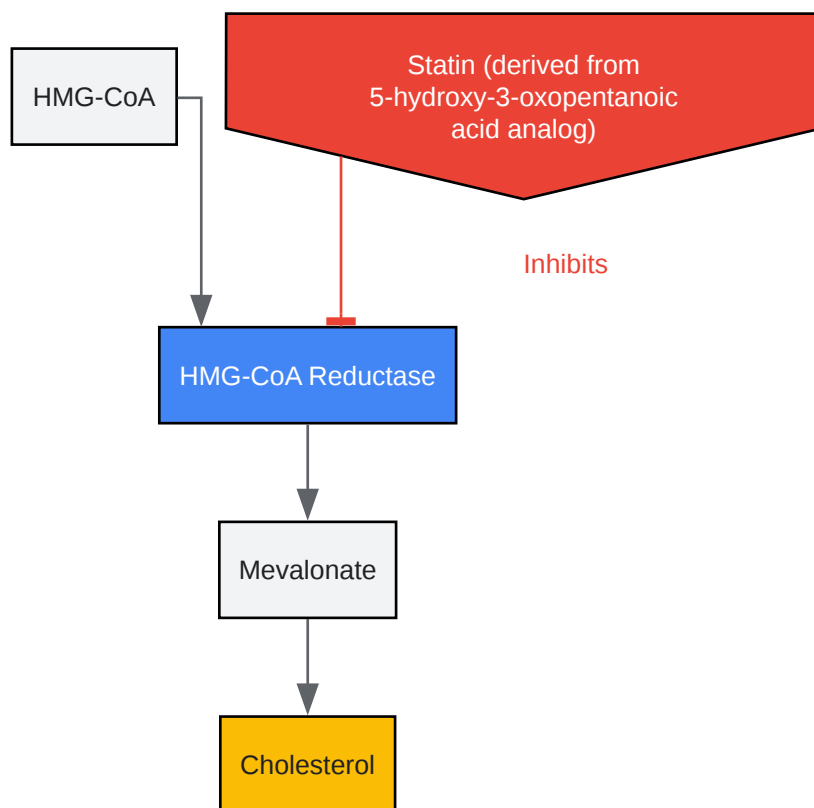 HMG-CoA
Statin (derived from
5-hydroxy-3-oxopentanoic
acid analog)
Inhibits
HMG-CoA Reductase
Mevalonate
Cholesterol